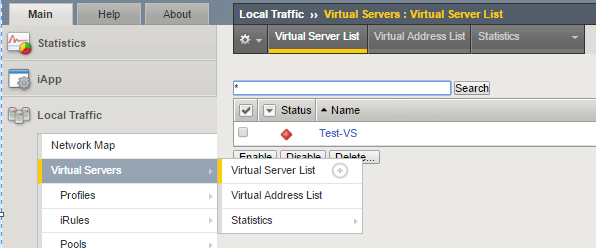 Main Help About
Local Traffic ›› Virtual Servers : Virtual Server List
Virtual Server List Virtual Address List Statistics
Statistics
iApp
Local Traffic
Network Map
Virtual Servers
Profiles
iRules
Pools
Virtual Server List
Virtual Address List
Statistics
* Search
Status Name
Test-VS
Enable Disable Delete...